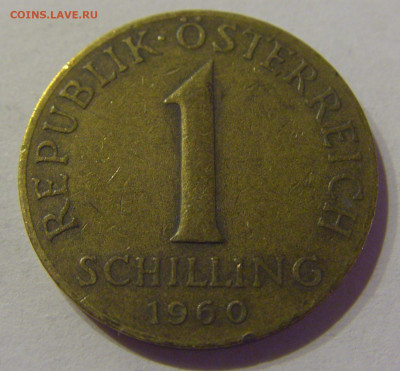 COINS.LAVE.RU
REPUBLIK · ÖSTERREICH
1
SCHILLING
1960